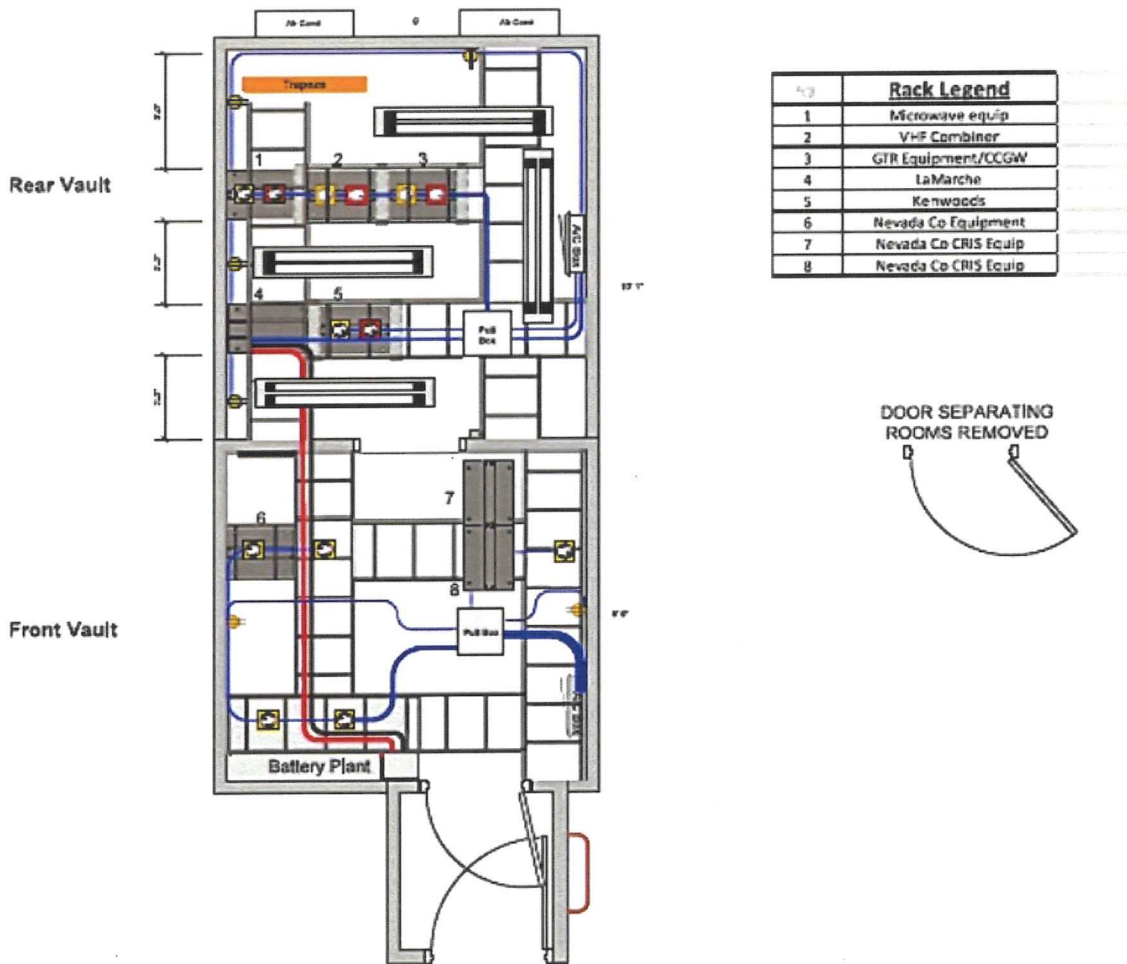 Air Cond
Air Cond
Trapeze
Rack Legend
1 Microwave equip
2 VHF Combiner
3 GTR Equipment/CCGW
4 LaMarche
5 Kenwoods
6 Nevada Co Equipment
7 Nevada Co CRIS Equip
8 Nevada Co CRIS Equip
1
2
3
Rear Vault
A/C Box
4
5
10' 1"
Pull
Box
DOOR SEPARATING
ROOMS REMOVED
7
6
8
Front Vault
Pull Box
Battery Plant